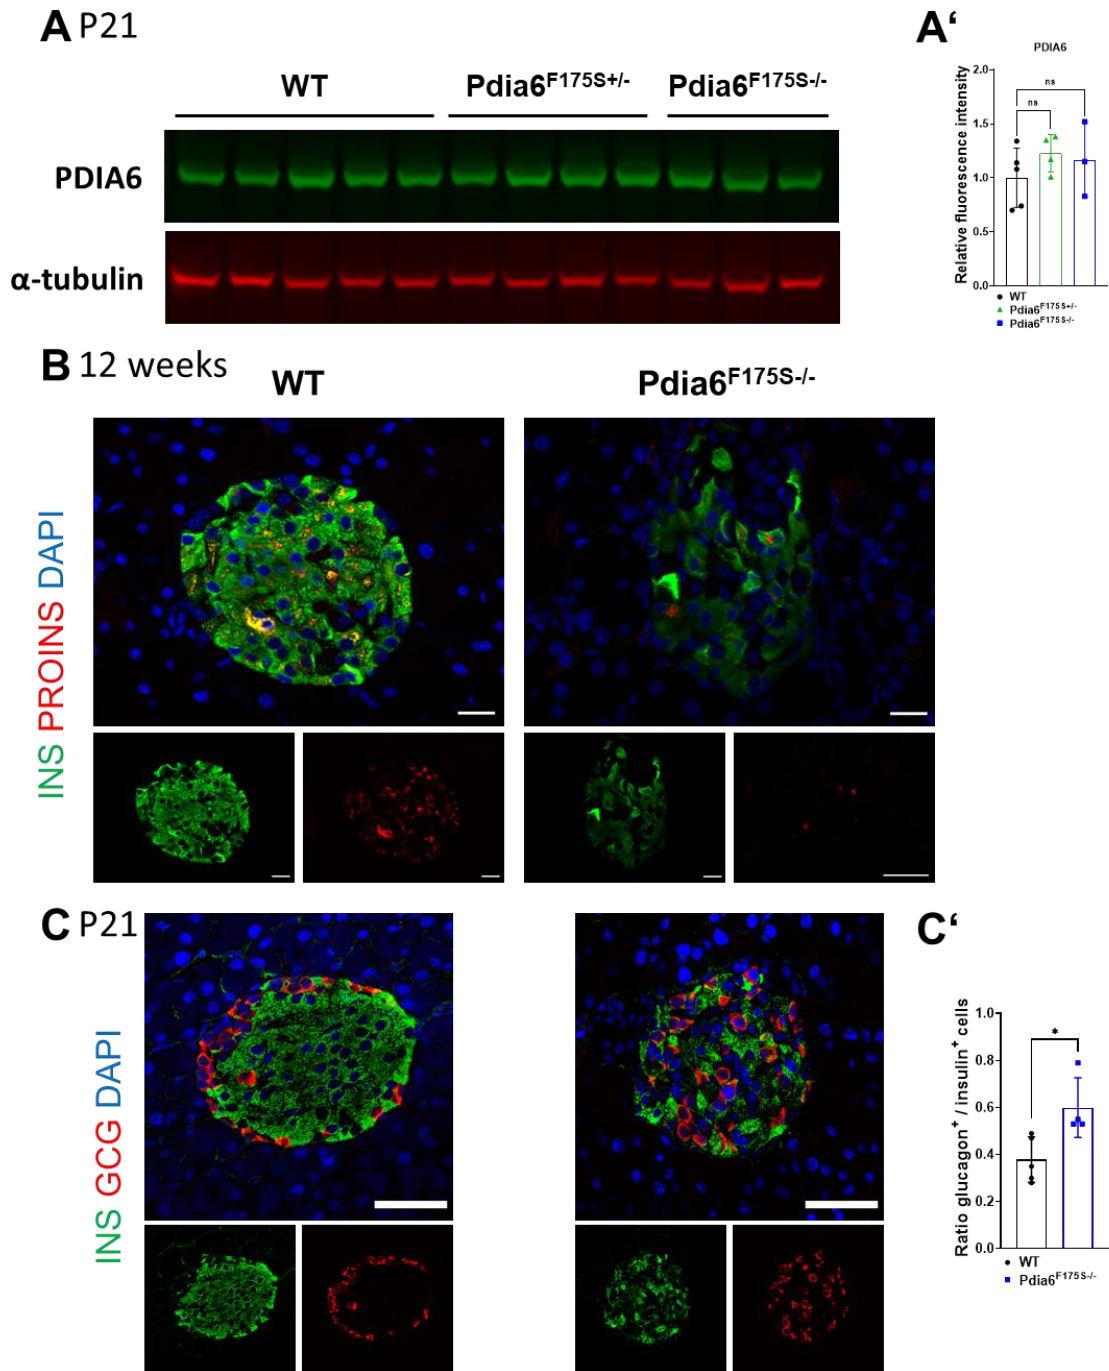 A P21
WT Pdia6F175S+/- Pdia6F175S-/-
PDIA6
α-tubulin
A'
PDIA6
Relative fluorescence intensity
2.0
1.5
1.0
0.5
0.0
ns
ns
WT
Pdia6F175S+/-
Pdia6F175S-/-
B 12 weeks
WT Pdia6F175S-/-
INS PROINS DAPI
C P21
INS GCG DAPI
C'
Ratio glucagon+ / insulin+ cells
1.0
0.8
0.6
0.4
0.2
0.0
*
WT
Pdia6F175S-/-